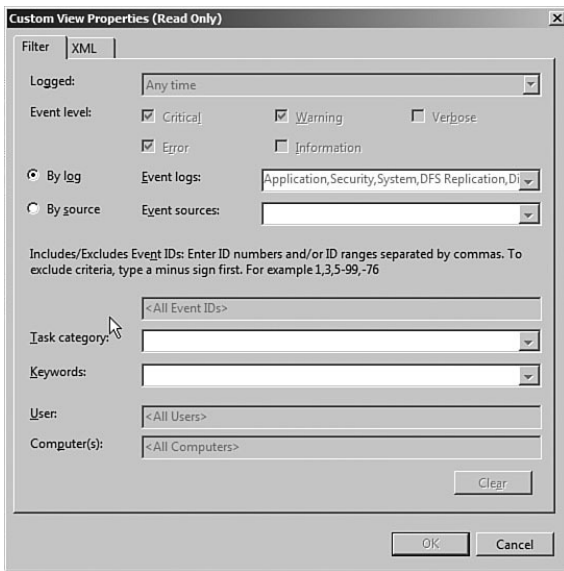 Custom View Properties (Read Only)
Filter XML
Logged: Any time
Event level: Critical Warning Verbose
Error Information
By log Event logs: Application,Security,System,DFS Replication,Di
By source Event sources:
Includes/Excludes Event IDs: Enter ID numbers and/or ID ranges separated by commas. To
exclude criteria, type a minus sign first. For example 1,3,5-99,-76
<All Event IDs>
Task category:
Keywords:
User: <All Users>
Computer(s): <All Computers>
Clear
OK Cancel